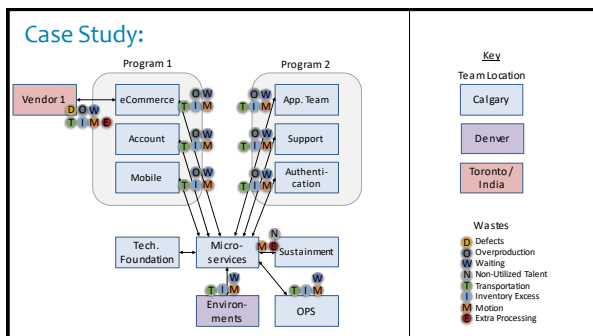 Case Study:
Program 1
Program 2
Vendor 1
D O W
T I M E
eCommerce
O W
T I M
O W
T I M
App. Team
Account
O W
T I M
O W
T I M
Support
Mobile
O W
T I M
O W
T I M
Authenti-
cation
Tech.
Foundation
Micro-
services
N
M E
Sustainment
W
T I M
W
T I M
Environ-
ments
OPS
Key
Team Location
Calgary
Denver
Toronto/
India
Wastes
D Defects
O Overproduction
W Waiting
N Non-Utilized Talent
T Transportation
I Inventory Excess
M Motion
E Extra Processing